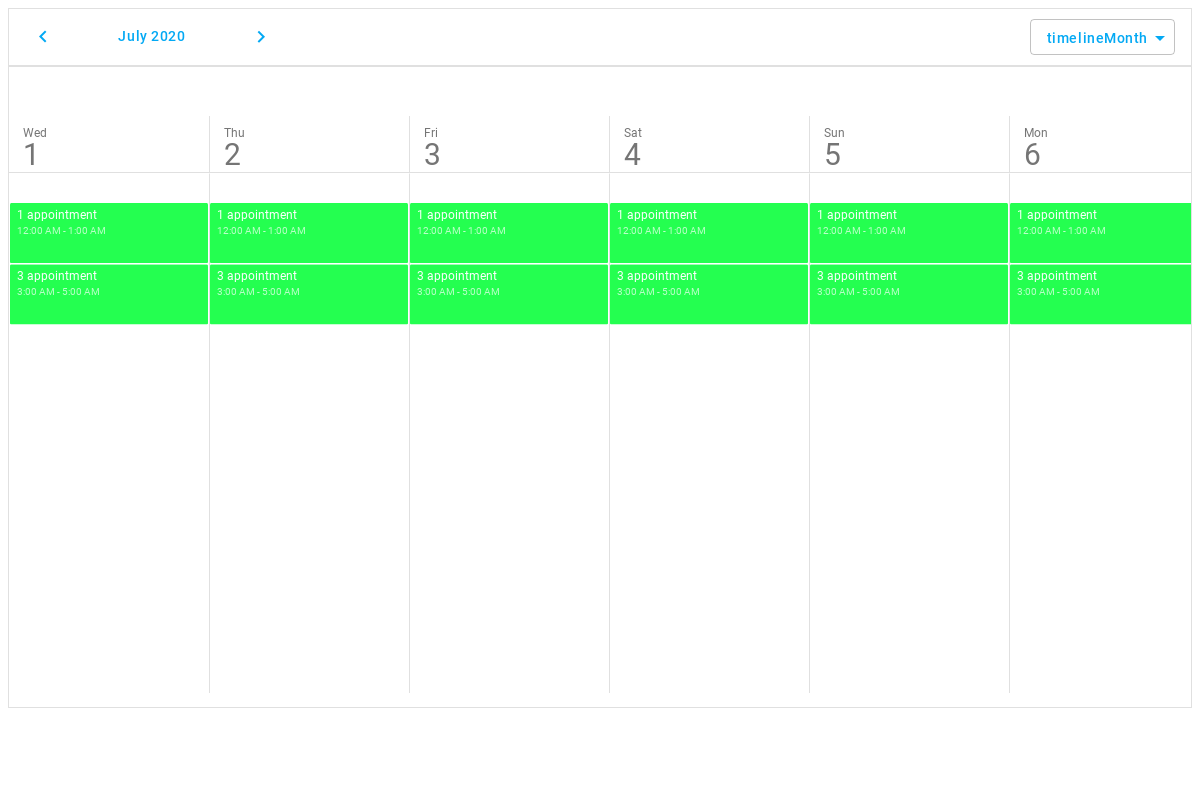 July 2020
timelineMonth
Wed Thu Fri Sat Sun Mon
1 2 3 4 5 6
1 appointment 1 appointment 1 appointment 1 appointment 1 appointment 1 appointment
12:00 AM - 1:00 AM 12:00 AM - 1:00 AM 12:00 AM - 1:00 AM 12:00 AM - 1:00 AM 12:00 AM - 1:00 AM 12:00 AM - 1:00 AM
3 appointment 3 appointment 3 appointment 3 appointment 3 appointment 3 appointment
3:00 AM - 5:00 AM 3:00 AM - 5:00 AM 3:00 AM - 5:00 AM 3:00 AM - 5:00 AM 3:00 AM - 5:00 AM 3:00 AM - 5:00 AM